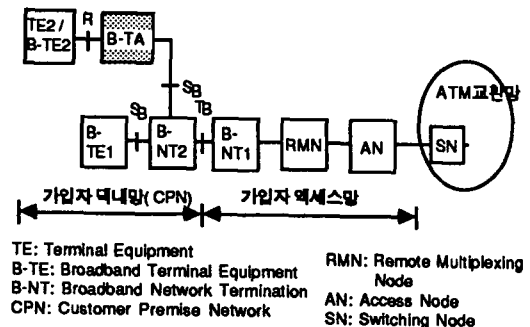 TE2 /
B-TE2
R
B-TA
SB
SB
TB
B-
TE1
B-
NT2
B-
NT1
RMN
AN
SN
ATM교환망
가입자 댁내망( CPN)
가입자 액세스망
TE: Terminal Equipment
B-TE: Broadband Terminal Equipment
B-NT: Broadband Network Termination
CPN: Customer Premise Network
RMN: Remote Multiplexing
Node
AN: Access Node
SN: Switching Node